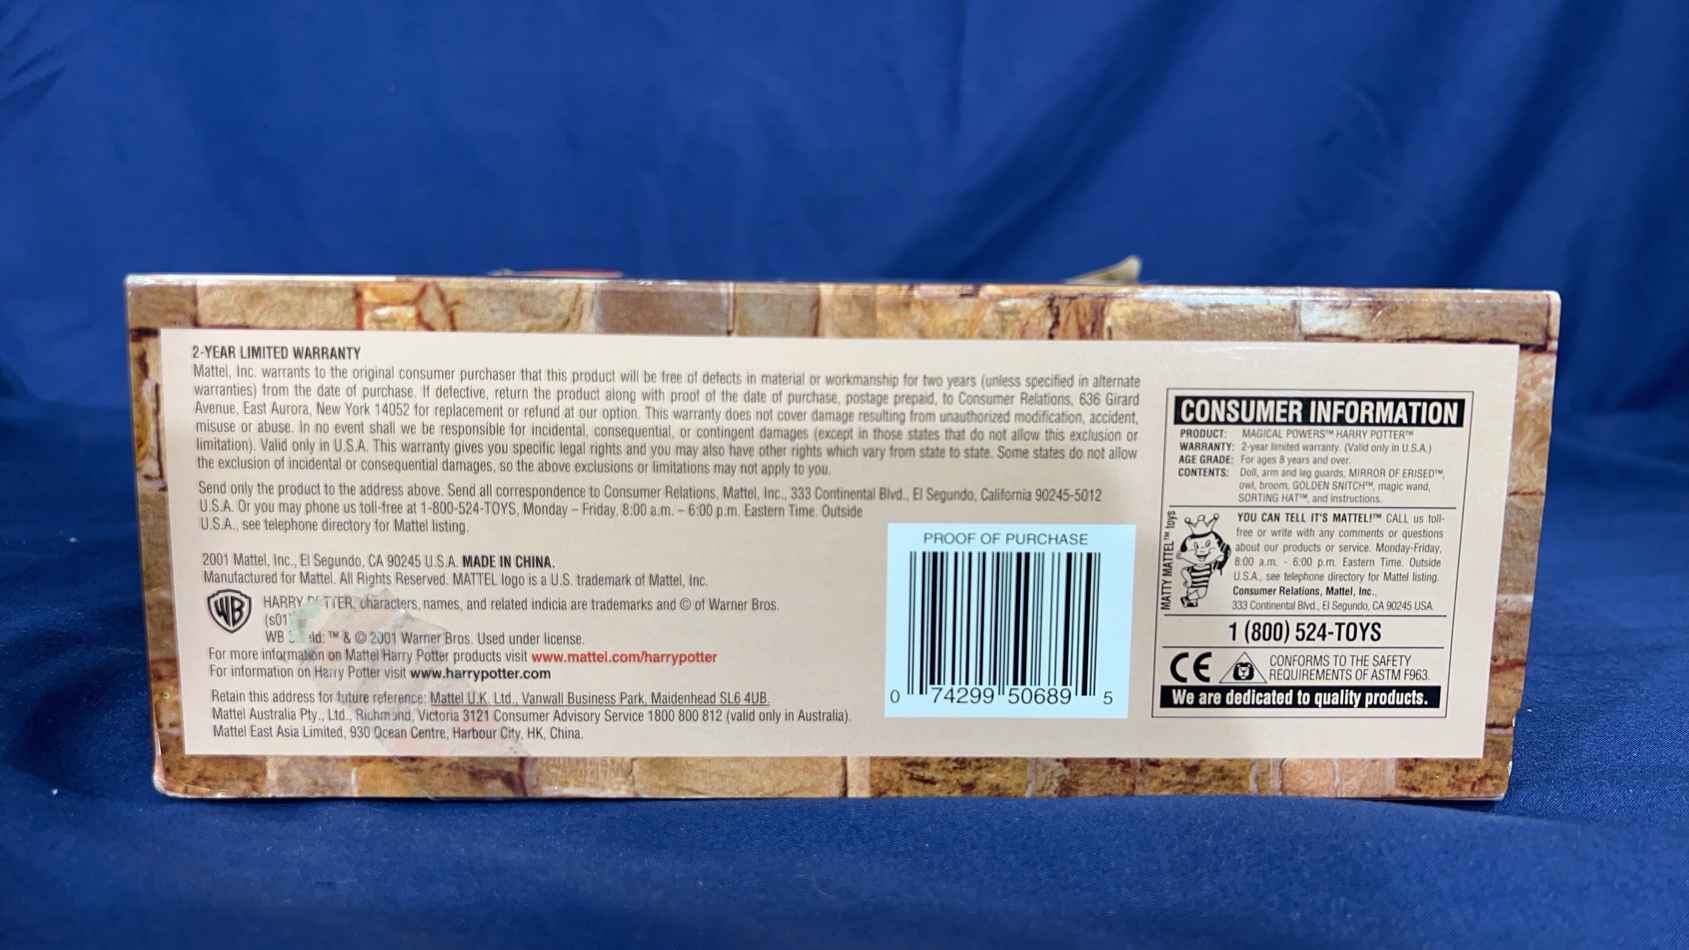 2-YEAR LIMITED WARRANTY
Mattel, Inc. warrants to the original consumer purchaser that this product will be free of defects in material or workmanship for two years (unless specified in alternate
warranties) from the date of purchase. If defective, return the product along with proof of the date of purchase, postage prepaid, to Consumer Relations, 636 Girard
Avenue, East Aurora, New York 14052 for replacement or refund at our option. This warranty does not cover damage resulting from unauthorized modification, accident,
misuse or abuse. In no event shall we be responsible for incidental, consequential, or contingent damages (except in those states that do not allow this exclusion or
limitation). Valid only in U.S.A. This warranty gives you specific legal rights and you may also have other rights which vary from state to state. Some states do not allow
the exclusion of incidental or consequential damages, so the above exclusions or limitations may not apply to you.
Send only the product to the address above. Send all correspondence to Consumer Relations, Mattel, Inc., 333 Continental Blvd., El Segundo, California 90245-5012
U.S.A. Or you may phone us toll-free at 1-800-524-TOYS, Monday – Friday, 8:00 a.m. – 6:00 p.m. Eastern Time. Outside
U.S.A., see telephone directory for Mattel listing.
2001 Mattel, Inc., El Segundo, CA 90245 U.S.A. MADE IN CHINA.
Manufactured for Mattel. All Rights Reserved. MATTEL logo is a U.S. trademark of Mattel, Inc.
WB
HARRY POTTER, characters, names, and related indicia are trademarks and © of Warner Bros.
(s01
WB ™ & © 2001 Warner Bros. Used under license.
For more information on Mattel Harry Potter products visit www.mattel.com/harrypotter
For information on Harry Potter visit www.harrypotter.com
Retain this address for future reference: Mattel U.K. Ltd., Vanwall Business Park, Maidenhead SL6 4UB.
Mattel Australia Pty., Ltd., Richmond, Victoria 3121 Consumer Advisory Service 1800 800 812 (valid only in Australia).
Mattel East Asia Limited, 930 Ocean Centre, Harbour City, HK, China.
PROOF OF PURCHASE
0 74299 50689 5
CONSUMER INFORMATION
PRODUCT: MAGICAL POWERS™ HARRY POTTER™
WARRANTY: 2-year limited warranty. (Valid only in U.S.A.)
AGE GRADE: For ages 8 years and over.
CONTENTS: Doll, arm and leg guards, MIRROR OF ERISED™,
owl, broom, GOLDEN SNITCH™, magic wand,
SORTING HAT™, and Instructions.
MATTY MATTEL™ toys
YOU CAN TELL IT'S MATTEL!™ CALL us toll-
free or write with any comments or questions
about our products or service. Monday-Friday,
8:00 a.m. - 6:00 p.m. Eastern Time. Outside
U.S.A., see telephone directory for Mattel listing.
Consumer Relations, Mattel, Inc.,
333 Continental Blvd., El Segundo, CA 90245 USA.
1 (800) 524-TOYS
CE
CONFORMS TO THE SAFETY
REQUIREMENTS OF ASTM F963.
We are dedicated to quality products.